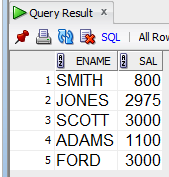 Query Result x
SQL | All Row
ENAME SAL
1 SMITH 800
2 JONES 2975
3 SCOTT 3000
4 ADAMS 1100
5 FORD 3000